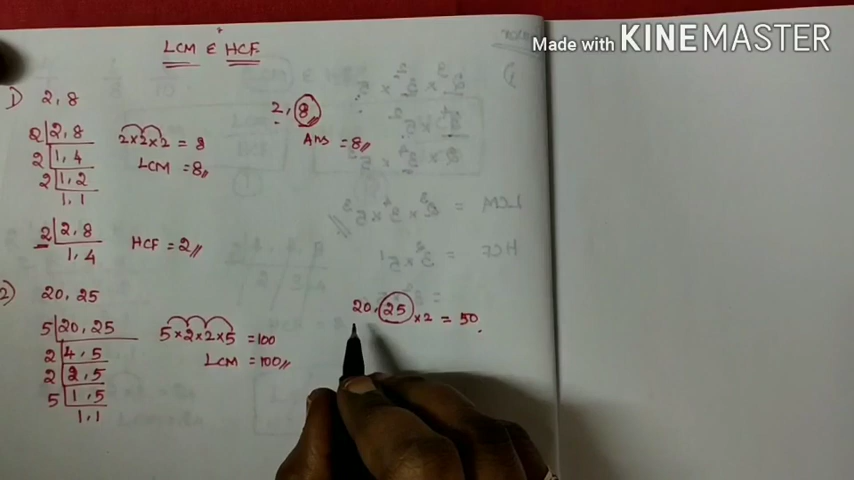 Made with KINEMASTER
LCM & HCF
1) 2, 8
2 | 2, 8
2 | 1, 4
2 | 1, 2
1, 1
2×2×2 = 8
LCM = 8
2, 8
Ans = 8
2 | 2, 8
1, 4
HCF = 2
2) 20, 25
5 | 20, 25
2 | 4, 5
2 | 2, 5
5 | 1, 5
1, 1
5×2×2×5 = 100
LCM = 100
20, 25 ×2 = 50